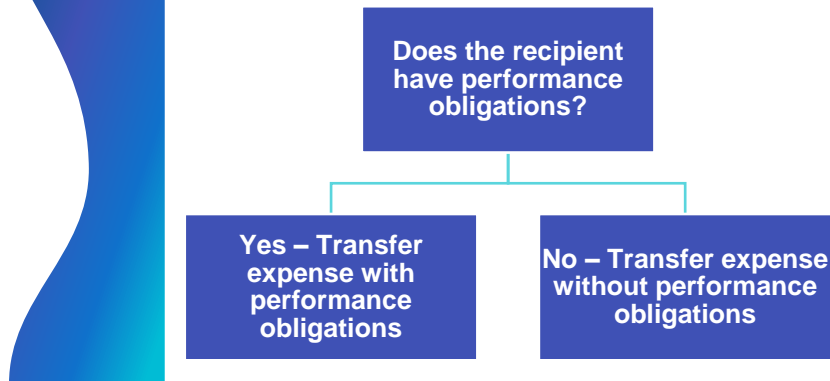 Does the recipient
have performance
obligations?
Yes – Transfer
expense with
performance
obligations
No – Transfer expense
without performance
obligations